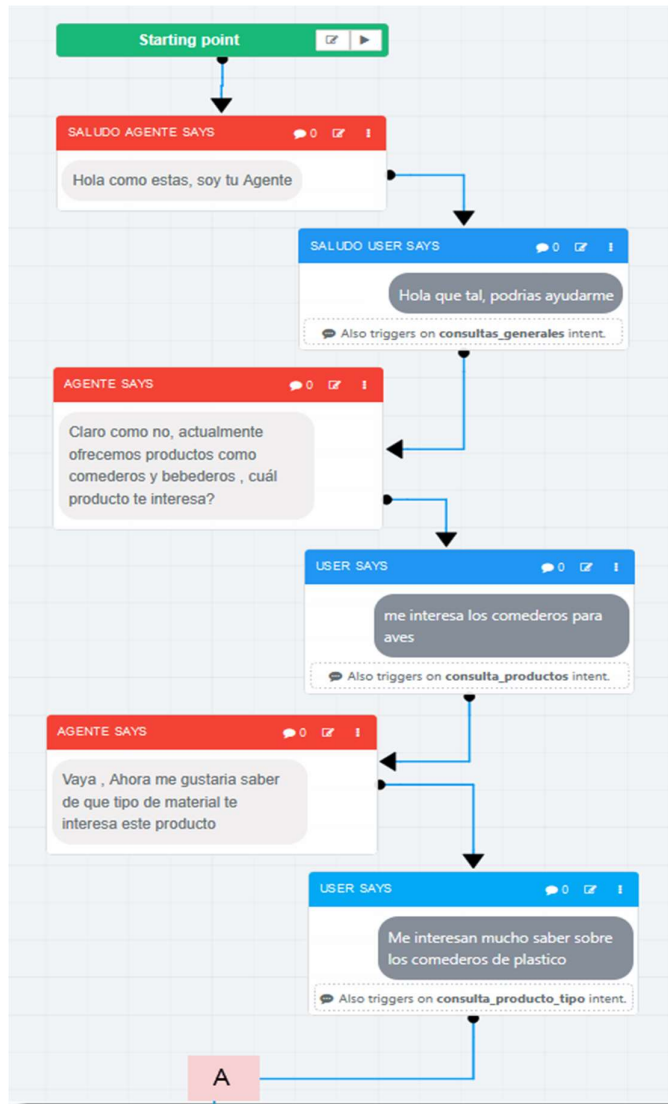 Starting point
SALUDO AGENTE SAYS 0
Hola como estas, soy tu Agente
SALUDO USER SAYS 0
Hola que tal, podrias ayudarme
Also triggers on consultas_generales intent.
AGENTE SAYS 0
Claro como no, actualmente
ofrecemos productos como
comederos y bebederos , cuál
producto te interesa?
USER SAYS 0
me interesa los comederos para
aves
Also triggers on consulta_productos intent.
AGENTE SAYS 0
Vaya , Ahora me gustaria saber
de que tipo de material te
interesa este producto
USER SAYS 0
Me interesan mucho saber sobre
los comederos de plastico
Also triggers on consulta_producto_tipo intent.
A